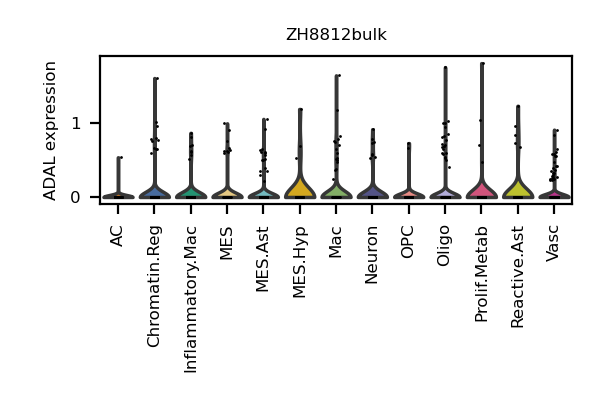 ZH8812bulk
ADAL expression
1
0
AC
Chromatin.Reg
Inflammatory.Mac
MES
MES.Ast
MES.Hyp
Mac
Neuron
OPC
Oligo
Prolif.Metab
Reactive.Ast
Vasc